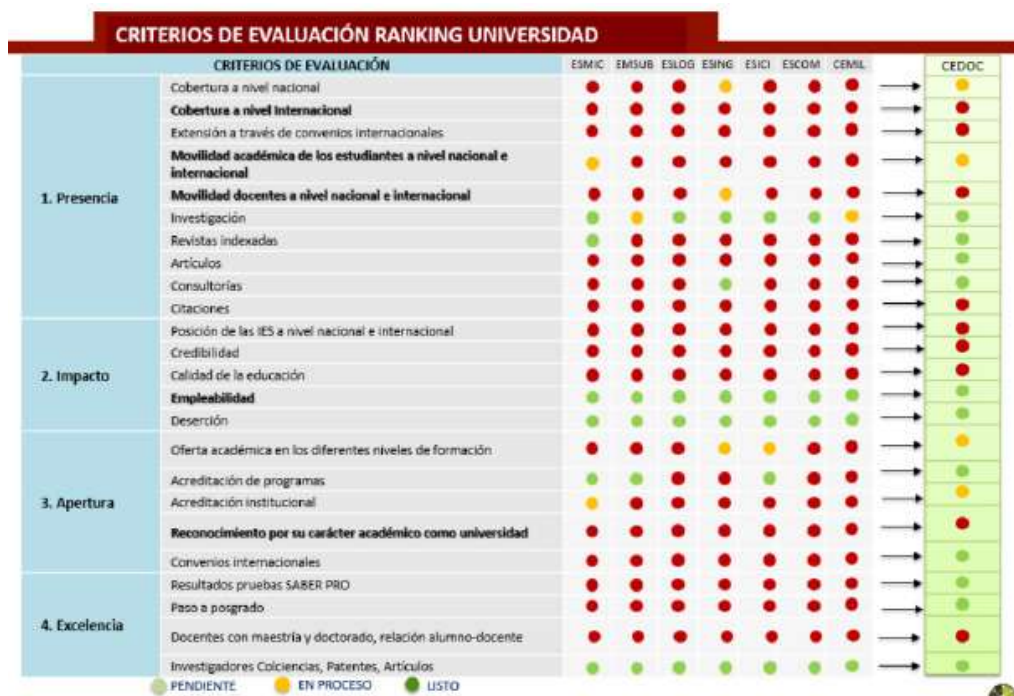 CRITERIOS DE EVALUACIÓN RANKING UNIVERSIDAD
CRITERIOS DE EVALUACIÓN ESMIC EMSUB ESLOG ESING ESICI ESCOM CEMIL CEDOC
1. Presencia
Cobertura a nivel nacional
Cobertura a nivel Internacional
Extensión a través de convenios internacionales
Movilidad académica de los estudiantes a nivel nacional e
internacional
Movilidad docentes a nivel nacional e internacional
Investigación
Revistas indexadas
Artículos
Consultorías
Citaciones
2. Impacto
Posición de las IES a nivel nacional e internacional
Credibilidad
Calidad de la educación
Empleabilidad
Deserción
3. Apertura
Oferta académica en los diferentes niveles de formación
Acreditación de programas
Acreditación institucional
Reconocimiento por su carácter académico como universidad
Convenios internacionales
4. Excelencia
Resultados pruebas SABER PRO
Paso a posgrado
Docentes con maestría y doctorado, relación alumno-docente
Investigadores Colciencias, Patentes, Artículos
PENDIENTE EN PROCESO LISTO